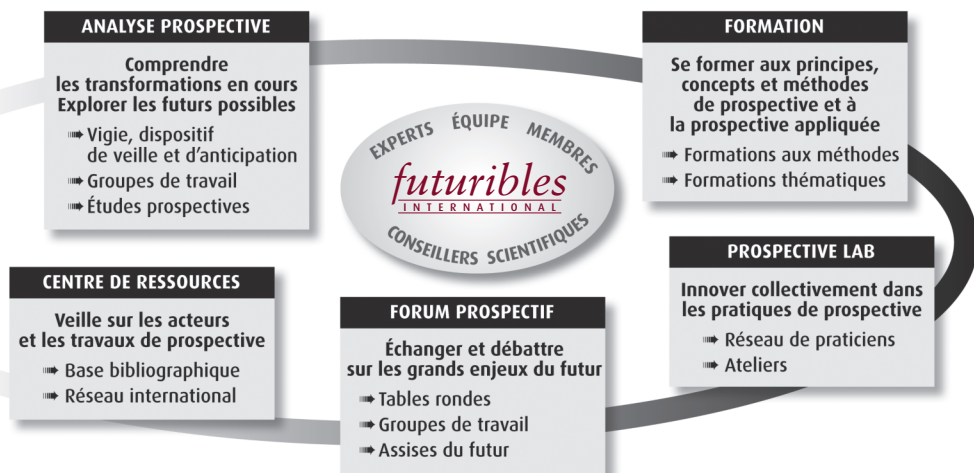 ANALYSE PROSPECTIVE
Comprendre
les transformations en cours
Explorer les futurs possibles
Vigie, dispositif
de veille et d'anticipation
Groupes de travail
Études prospectives
EXPERTS ÉQUIPE MEMBRES
futuribles
INTERNATIONAL
CONSEILLERS SCIENTIFIQUES
FORMATION
Se former aux principes,
concepts et méthodes
de prospective et à
la prospective appliquée
Formations aux méthodes
Formations thématiques
CENTRE DE RESSOURCES
Veille sur les acteurs
et les travaux de prospective
Base bibliographique
Réseau international
FORUM PROSPECTIF
Échanger et débattre
sur les grands enjeux du futur
Tables rondes
Groupes de travail
Assises du futur
PROSPECTIVE LAB
Innover collectivement dans
les pratiques de prospective
Réseau de praticiens
Ateliers